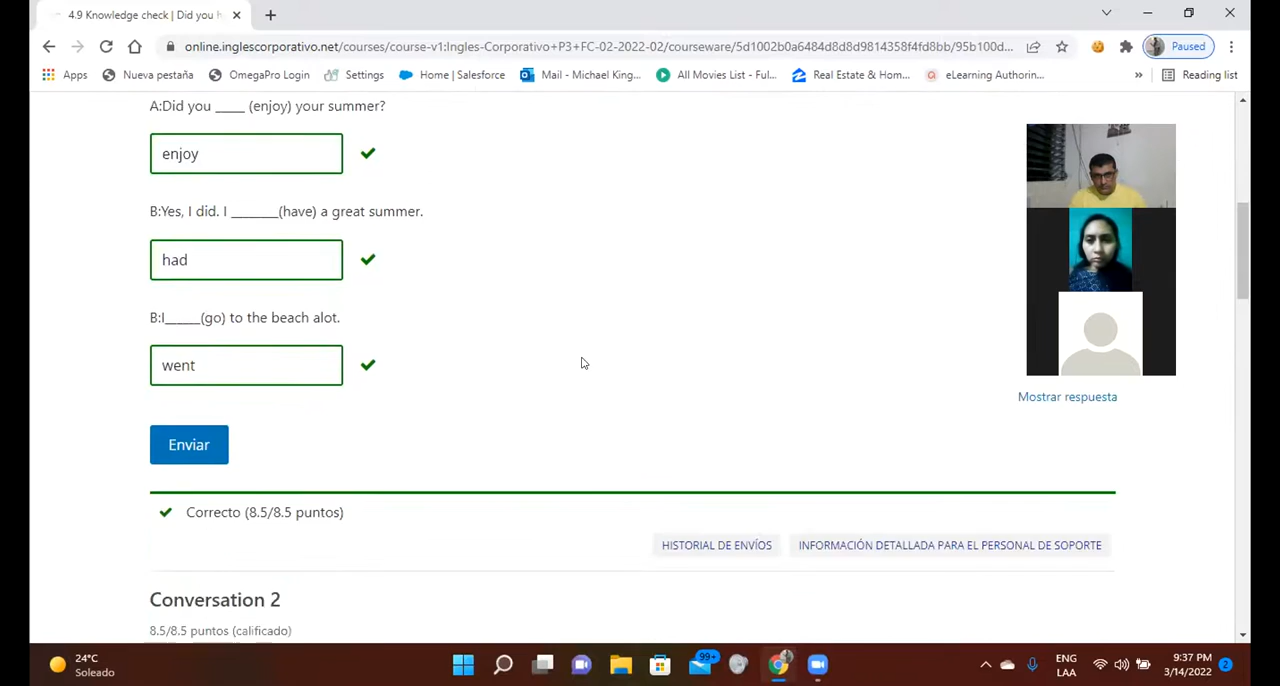 4.9 Knowledge check | Did you h
online.inglescorporativo.net/courses/course-v1:Ingles-Corporativo+P3+FC-02-2022-02/courseware/5d1002b0a6484d8d8d9814358f4fd8bb/95b100d...
Paused
Apps
Nueva pestaña
OmegaPro Login
Settings
Home | Salesforce
Mail - Michael King...
All Movies List - Ful...
Real Estate & Hom...
eLearning Authorin...
»
Reading list
A:Did you _____ (enjoy) your summer?
enjoy
B:Yes, I did. I ________(have) a great summer.
had
B:I______(go) to the beach alot.
went
Mostrar respuesta
Enviar
Correcto (8.5/8.5 puntos)
HISTORIAL DE ENVÍOS
INFORMACIÓN DETALLADA PARA EL PERSONAL DE SOPORTE
Conversation 2
8.5/8.5 puntos (calificado)
24°C
Soleado
99+
ENG
LAA
9:37 PM
3/14/2022
2